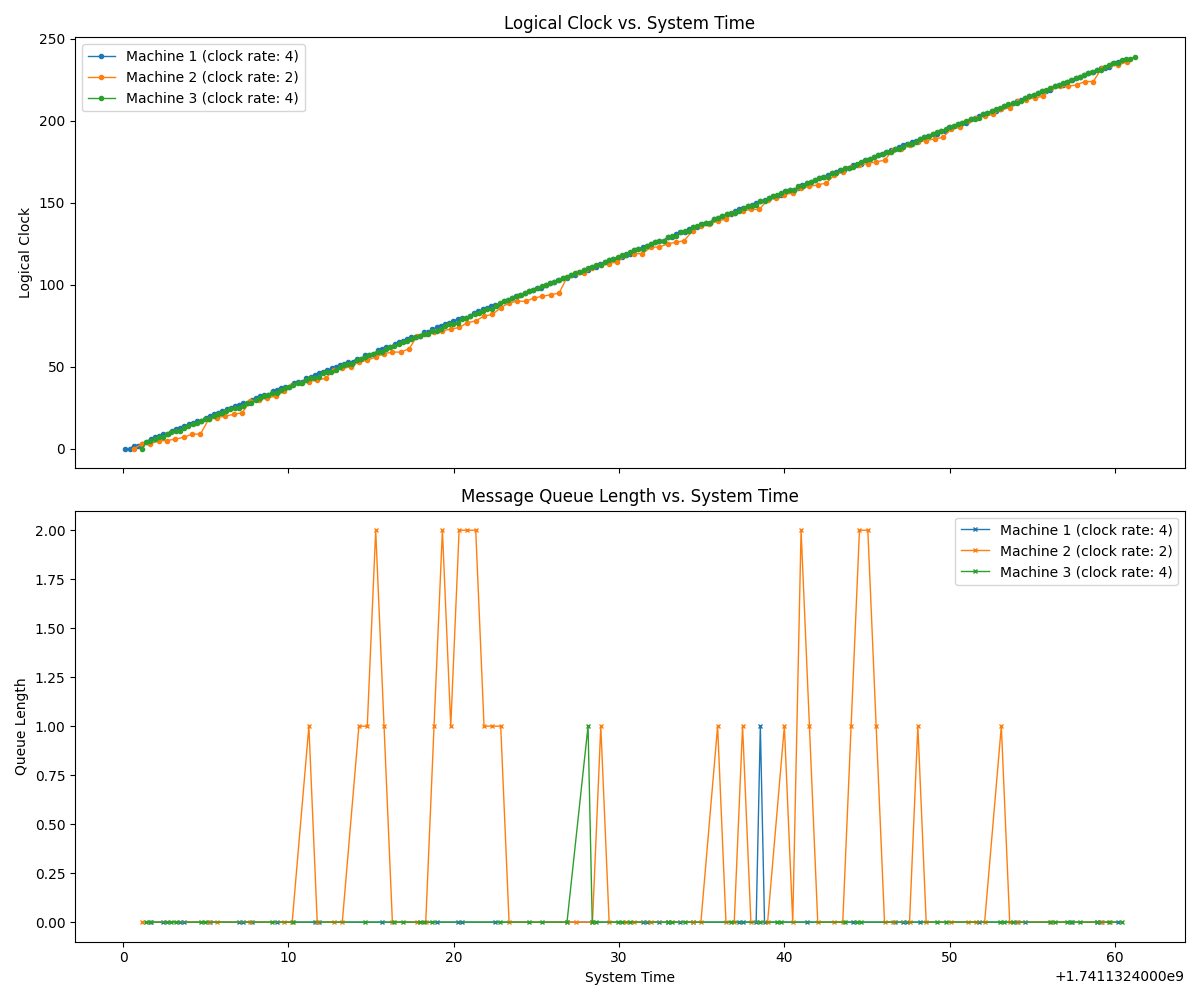 Logical Clock vs. System Time
Machine 1 (clock rate: 4)
Machine 2 (clock rate: 2)
Machine 3 (clock rate: 4)
Logical Clock
250
200
150
100
50
0
Message Queue Length vs. System Time
Machine 1 (clock rate: 4)
Machine 2 (clock rate: 2)
Machine 3 (clock rate: 4)
Queue Length
2.00
1.75
1.50
1.25
1.00
0.75
0.50
0.25
0.00
0 10 20 30 40 50 60
System Time
+1.7411324000e9